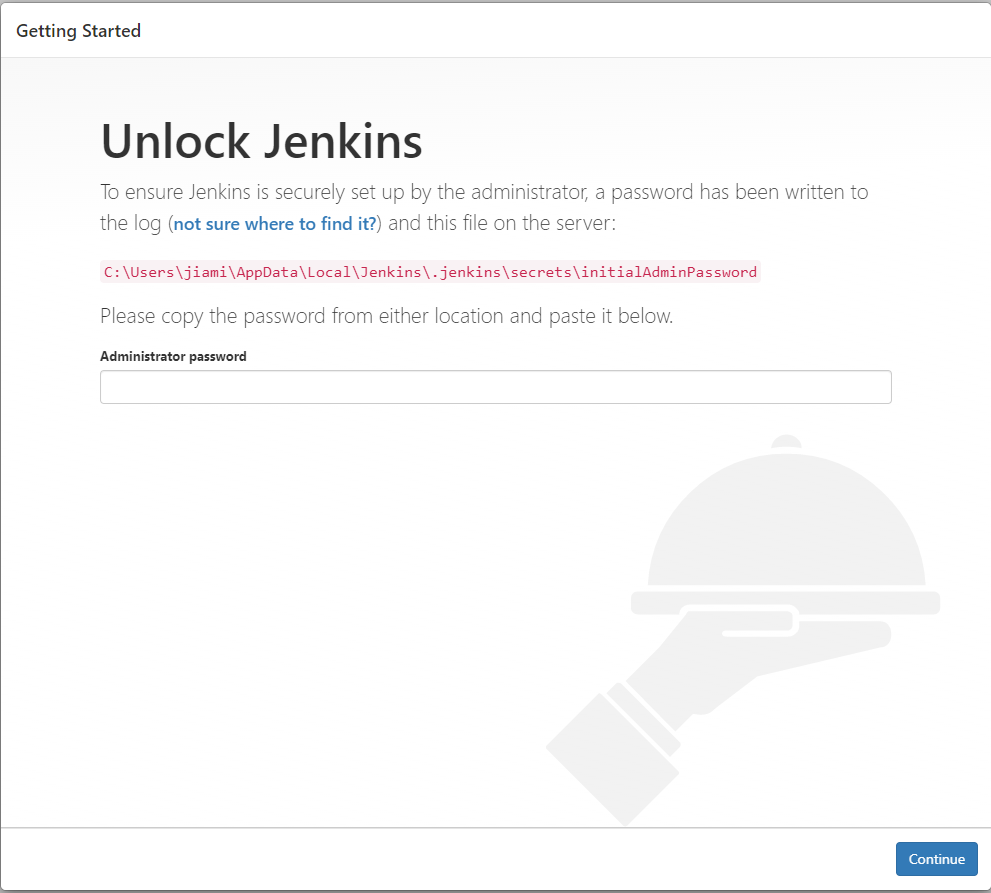 Getting Started
Unlock Jenkins
To ensure Jenkins is securely set up by the administrator, a password has been written to
the log (not sure where to find it?) and this file on the server:
C:\Users\jiami\AppData\Local\Jenkins\.jenkins\secrets\initialAdminPassword
Please copy the password from either location and paste it below.
Administrator password
Continue